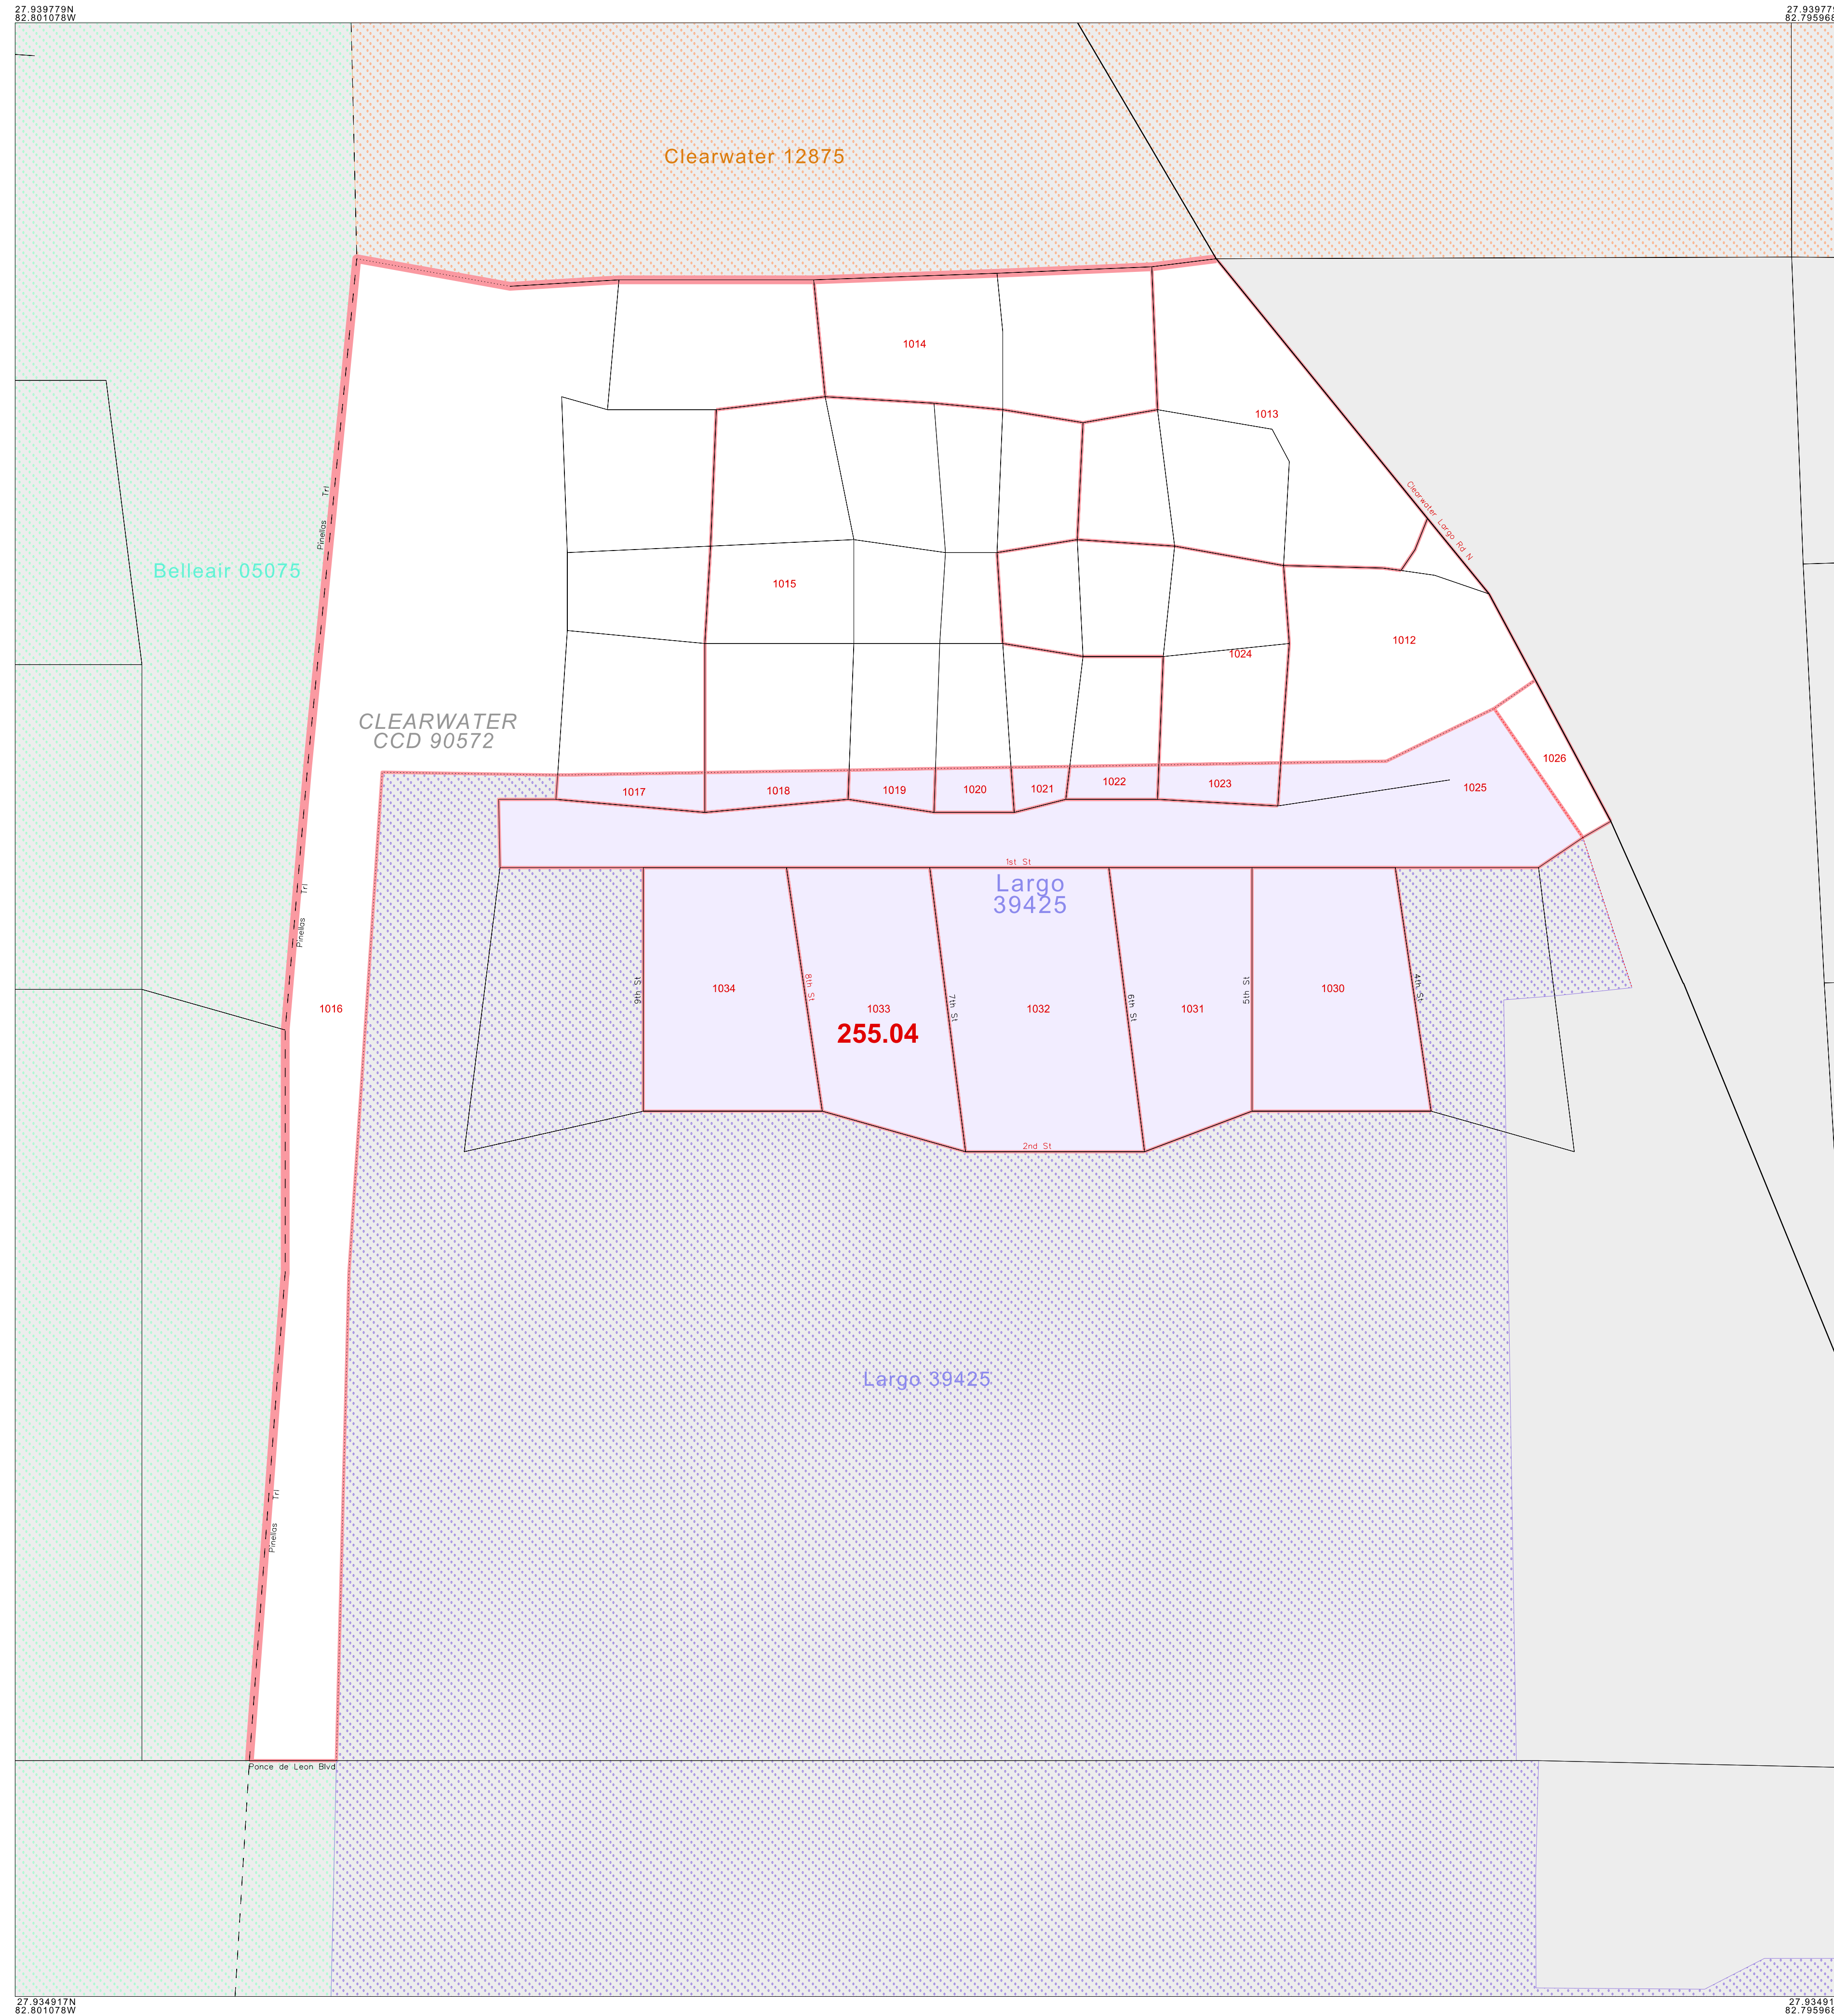 27.939779N
82.801078W
27.939779
82.795968
Clearwater 12875
1014
1013
Clearwater Largo Rd N
Pinellas Trl
Belleair 05075
1015
1012
1024
CLEARWATER
CCD 90572
1026
1017
1018
1019
1020
1021
1022
1023
1025
1st St
Largo
39425
Pinellas Trl
9th St
8th St
7th St
6th St
5th St
4th St
1016
1034
1033
1032
1031
1030
255.04
2nd St
Largo 39425
Pinellas Trl
Ponce de Leon Blvd
27.934917N
82.801078W
27.93491
82.795968